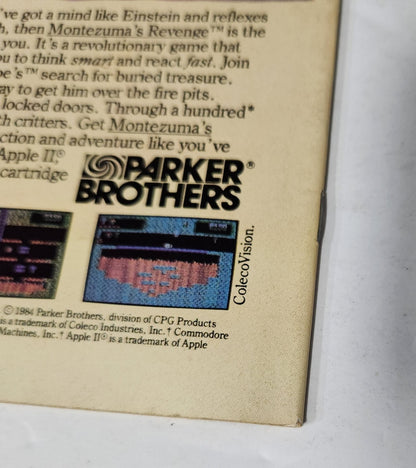 've got a mind like Einstein and reflexes
then Montezuma's Revenge™ is the
you. It's a revolutionary game that
u to think smart and react fast. Join
e's™ search for buried treasure.
ay to get him over the fire pits.
locked doors. Through a hundred*
th critters. Get Montezuma's
ction and adventure like you've
Apple II,®
cartridge
PARKER
BROTHERS®
ColecoVision.
© 1984 Parker Brothers, division of CPG Products
is a trademark of Coleco Industries, Inc.† Commodore
Machines, Inc.† Apple II® is a trademark of Apple